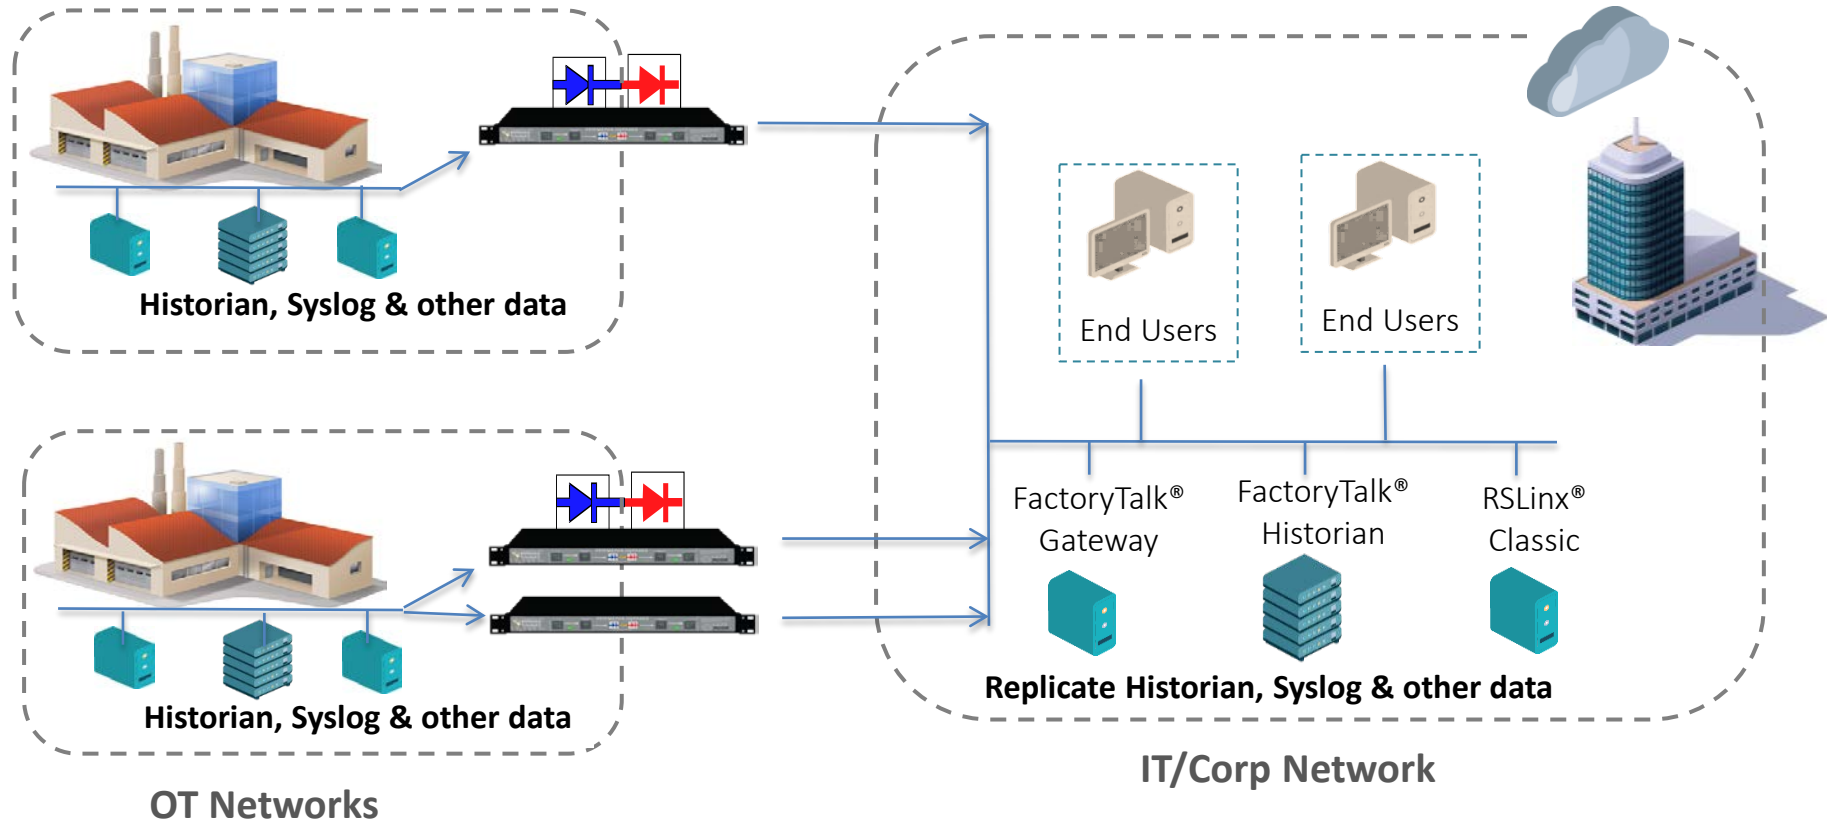 Historian, Syslog & other data
End Users
End Users
FactoryTalk®
Gateway
FactoryTalk®
Historian
RSLinx®
Classic
Replicate Historian, Syslog & other data
Historian, Syslog & other data
IT/Corp Network
OT Networks